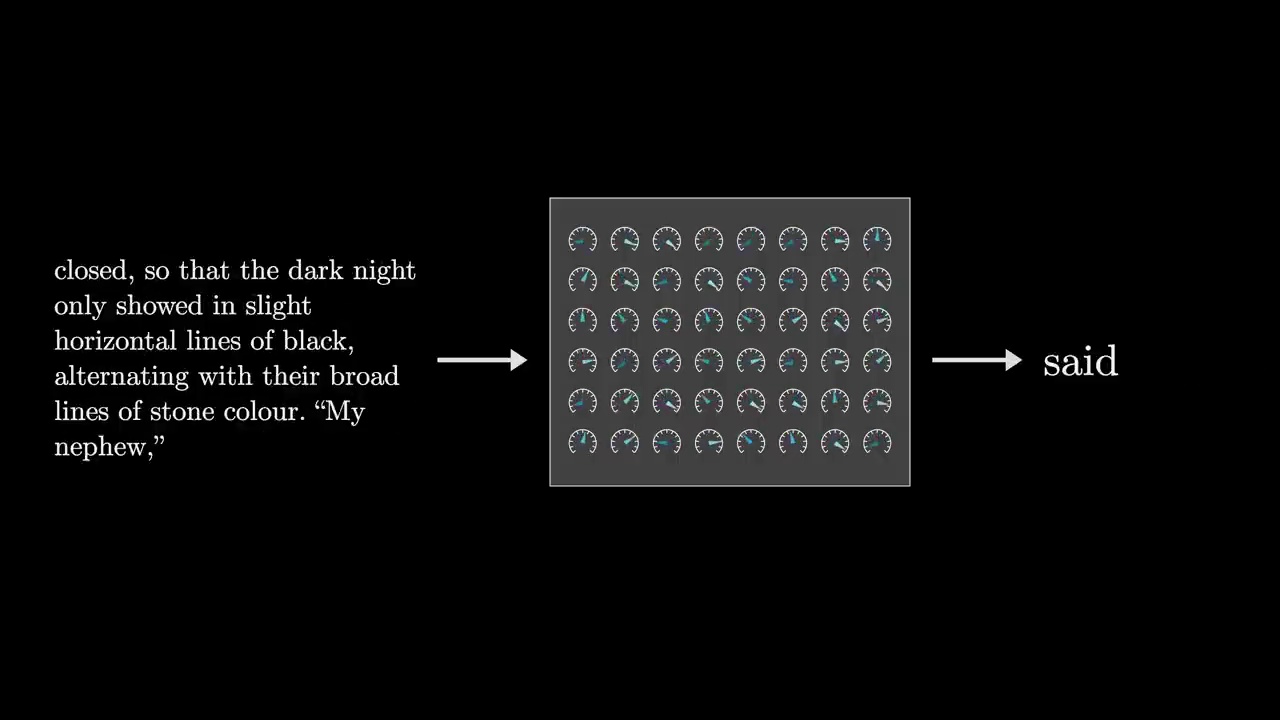 closed, so that the dark night
only showed in slight
horizontal lines of black,
alternating with their broad
lines of stone colour. “My
nephew,”
said